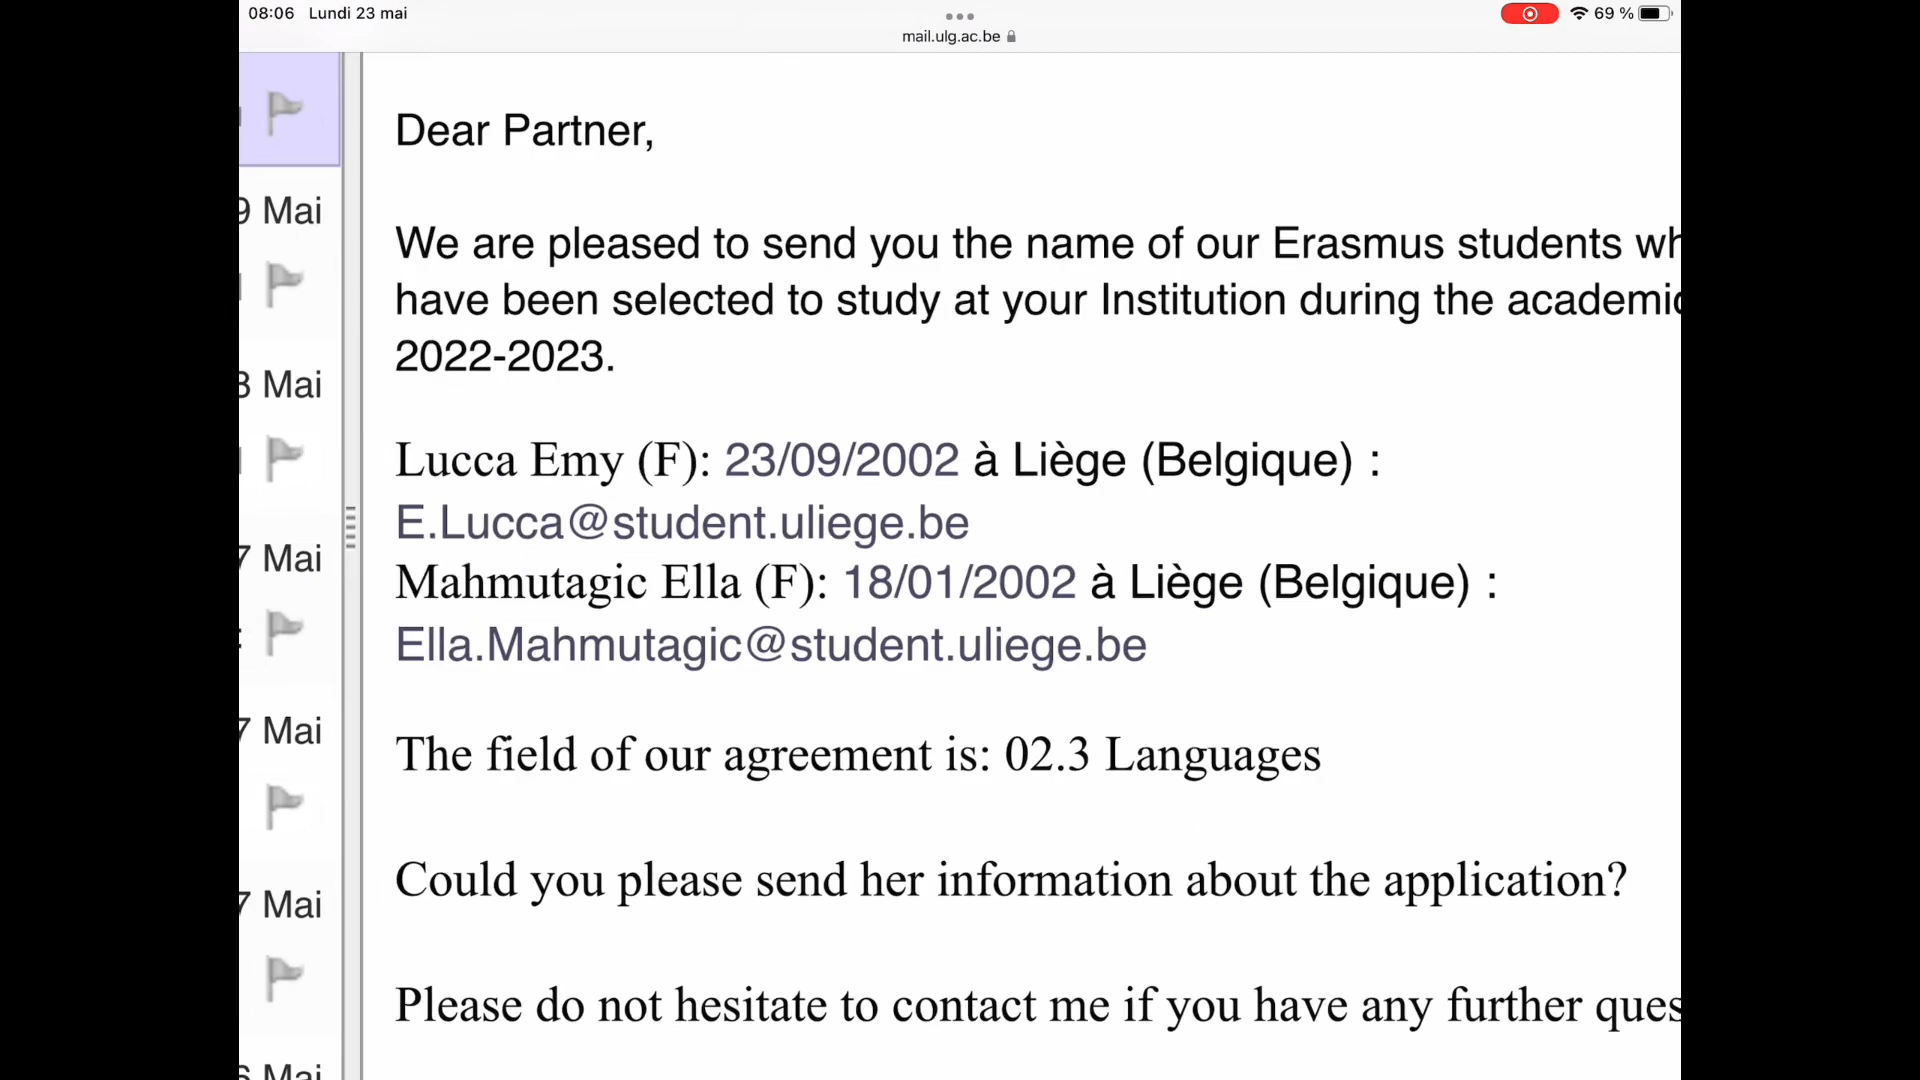 08:06 Lundi 23 mai
69 %
mail.ulg.ac.be
Mai
Mai
Mai
Mai
Mai
Mai
Dear Partner,
We are pleased to send you the name of our Erasmus students
have been selected to study at your Institution during the academic
2022-2023.
Lucca Emy (F): 23/09/2002 à Liège (Belgique) :
E.Lucca@student.uliege.be
Mahmutagic Ella (F): 18/01/2002 à Liège (Belgique) :
Ella.Mahmutagic@student.uliege.be
The field of our agreement is: 02.3 Languages
Could you please send her information about the application?
Please do not hesitate to contact me if you have any further